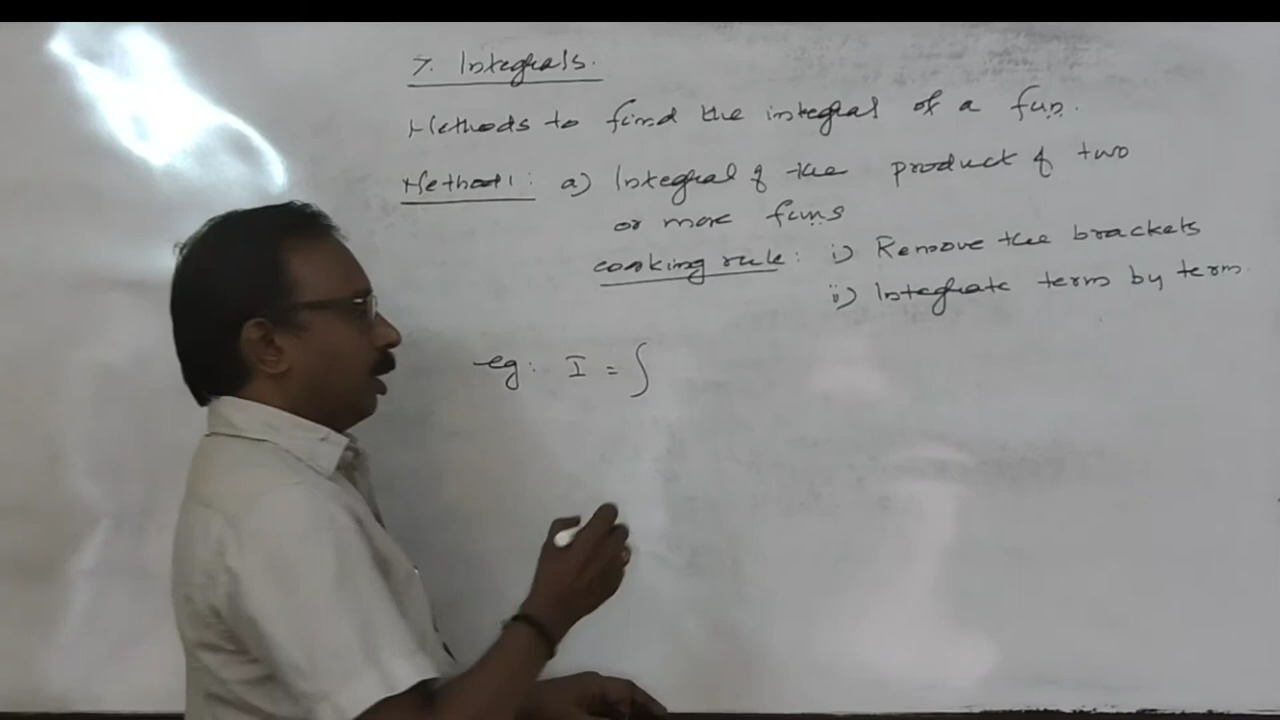 7. Integrals.
Methods to find the integral of a fun.
Method 1: a) Integral of the product of two
or more funs
cooking rule: i) Remove the brackets
ii) Integrate term by term.
eg: I = ∫